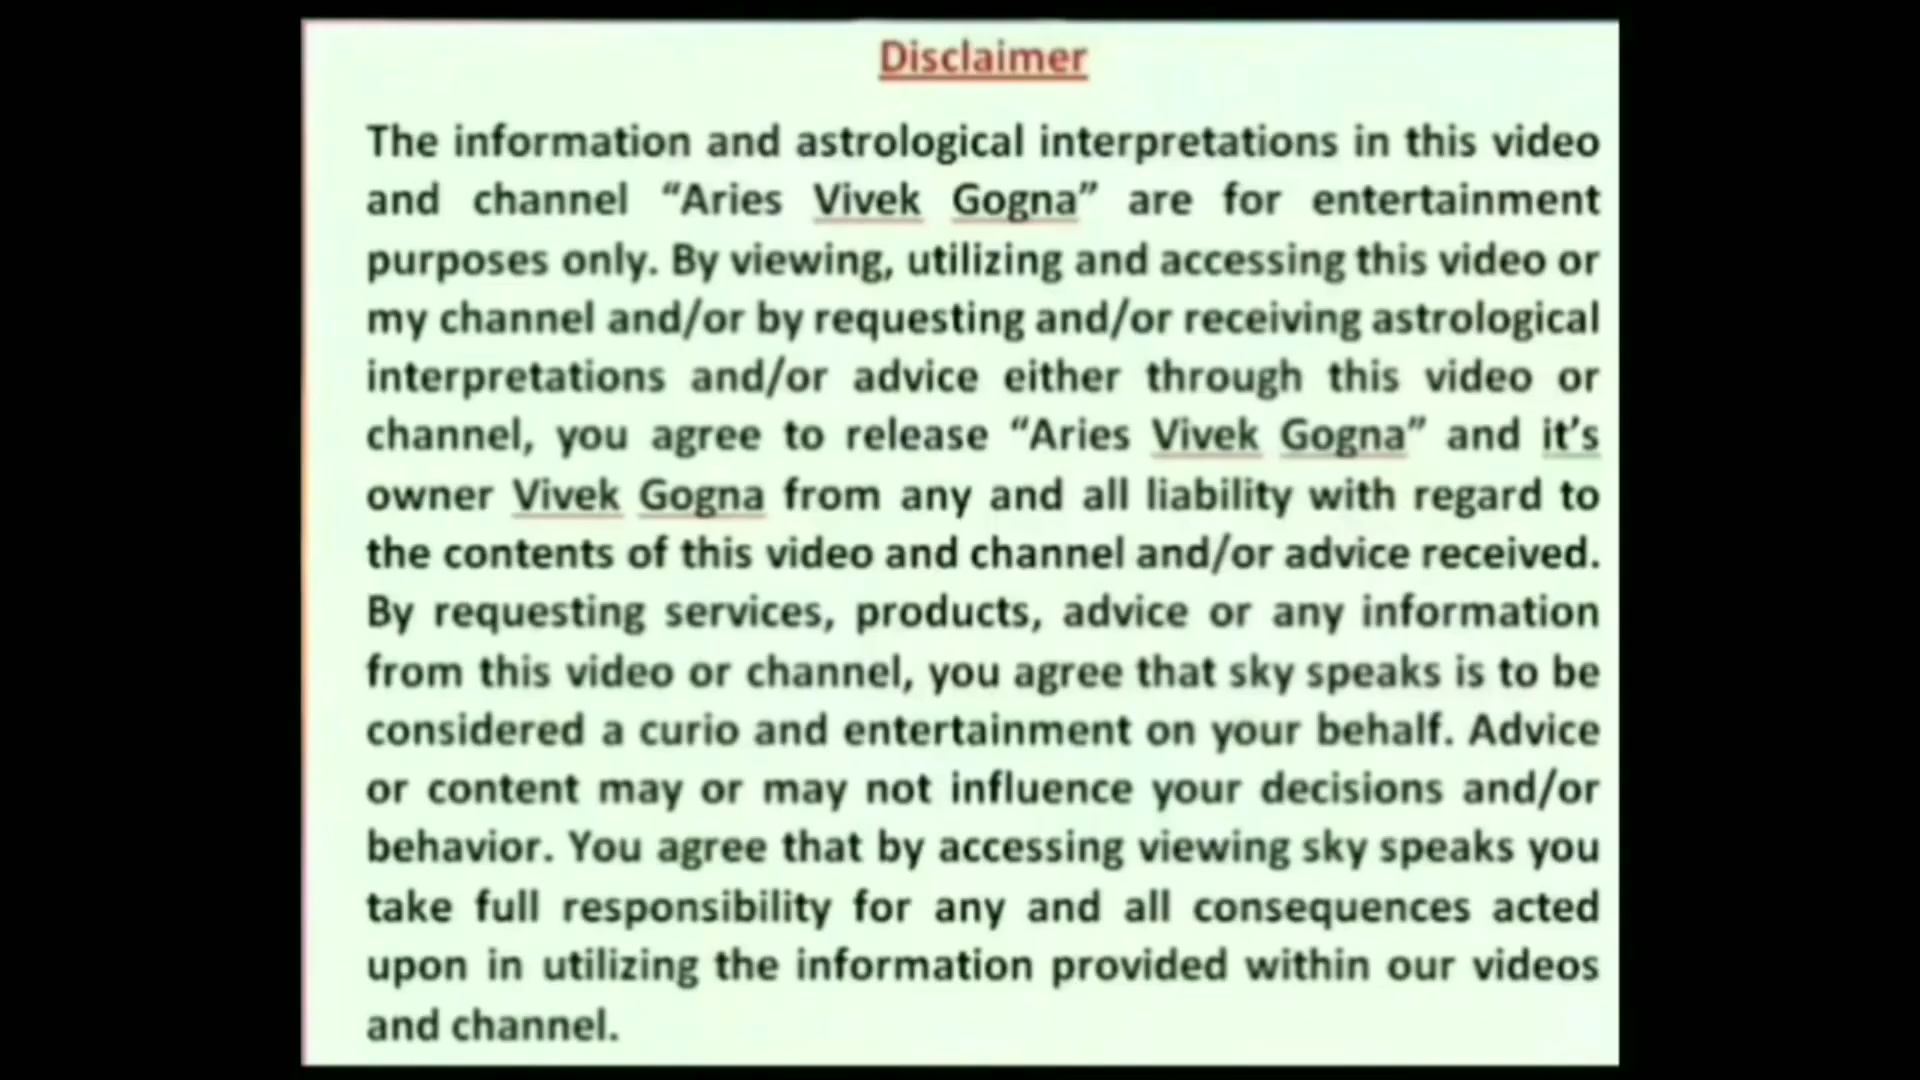 Disclaimer
The information and astrological interpretations in this video
and channel “Aries Vivek Gogna” are for entertainment
purposes only. By viewing, utilizing and accessing this video or
my channel and/or by requesting and/or receiving astrological
interpretations and/or advice either through this video or
channel, you agree to release “Aries Vivek Gogna” and it’s
owner Vivek Gogna from any and all liability with regard to
the contents of this video and channel and/or advice received.
By requesting services, products, advice or any information
from this video or channel, you agree that sky speaks is to be
considered a curio and entertainment on your behalf. Advice
or content may or may not influence your decisions and/or
behavior. You agree that by accessing viewing sky speaks you
take full responsibility for any and all consequences acted
upon in utilizing the information provided within our videos
and channel.